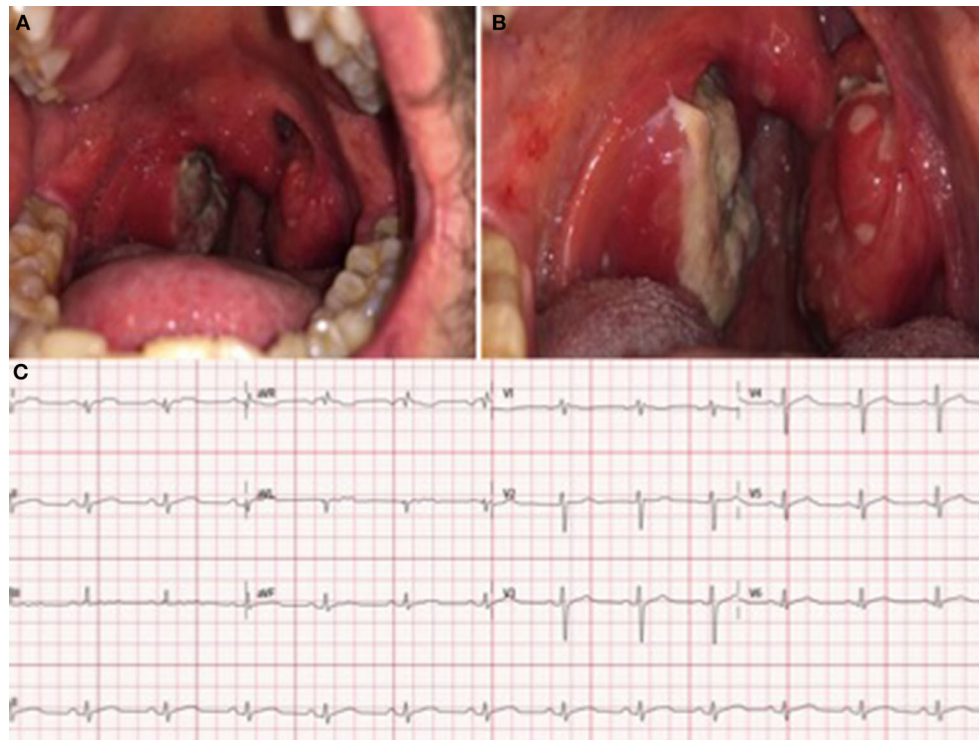 A B
C
I aVR V1 V4
II aVL V2 V5
III aVF V3 V6
II